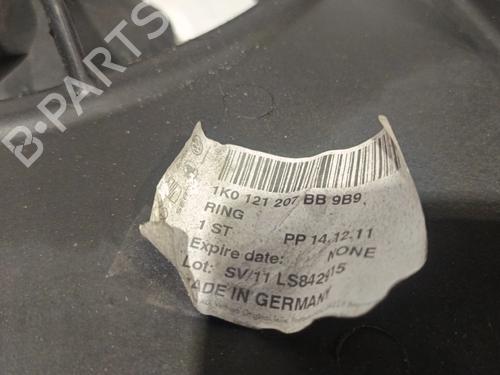 B-PARTS
1K0 121 207 BB 9B9
RING
1 ST PP 14.12.11
Expire date: NONE
Lot: SV/11 LS842915
MADE IN GERMANY